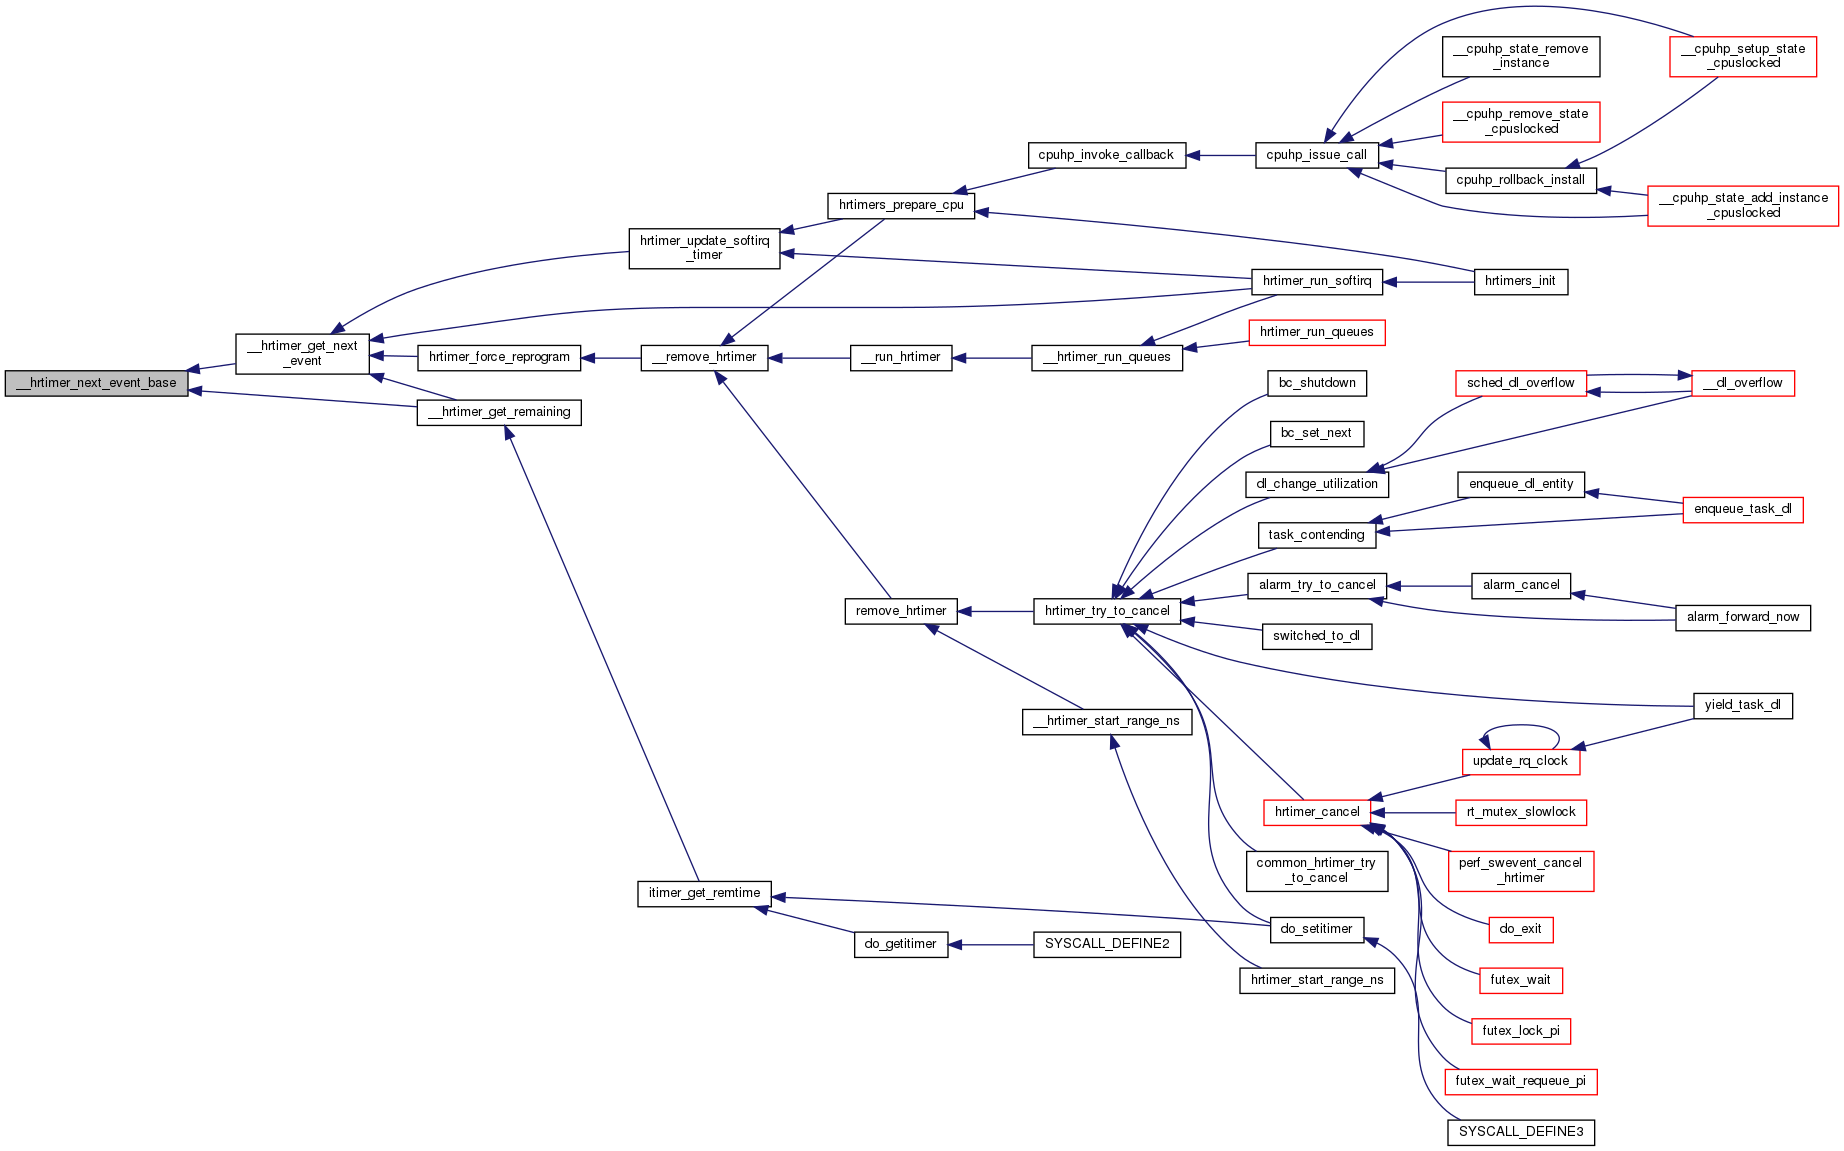 __cpuhp_state_remove
_instance
__cpuhp_setup_state
_cpuslocked
__cpuhp_remove_state
_cpuslocked
cpuhp_invoke_callback
cpuhp_issue_call
cpuhp_rollback_install
__cpuhp_state_add_instance
_cpuslocked
hrtimers_prepare_cpu
hrtimer_update_softirq
_timer
hrtimer_run_softirq
hrtimers_init
__hrtimer_get_next
_event
hrtimer_force_reprogram
__remove_hrtimer
__run_hrtimer
__hrtimer_run_queues
hrtimer_run_queues
__hrtimer_next_event_base
__hrtimer_get_remaining
bc_shutdown
sched_dl_overflow
__dl_overflow
bc_set_next
dl_change_utilization
enqueue_dl_entity
enqueue_task_dl
task_contending
alarm_try_to_cancel
alarm_cancel
remove_hrtimer
hrtimer_try_to_cancel
alarm_forward_now
switched_to_dl
__hrtimer_start_range_ns
yield_task_dl
update_rq_clock
hrtimer_cancel
rt_mutex_slowlock
common_hrtimer_try
_to_cancel
perf_swevent_cancel
_hrtimer
itimer_get_remtime
do_getitimer
SYSCALL_DEFINE2
do_setitimer
do_exit
hrtimer_start_range_ns
futex_wait
futex_lock_pi
futex_wait_requeue_pi
SYSCALL_DEFINE3